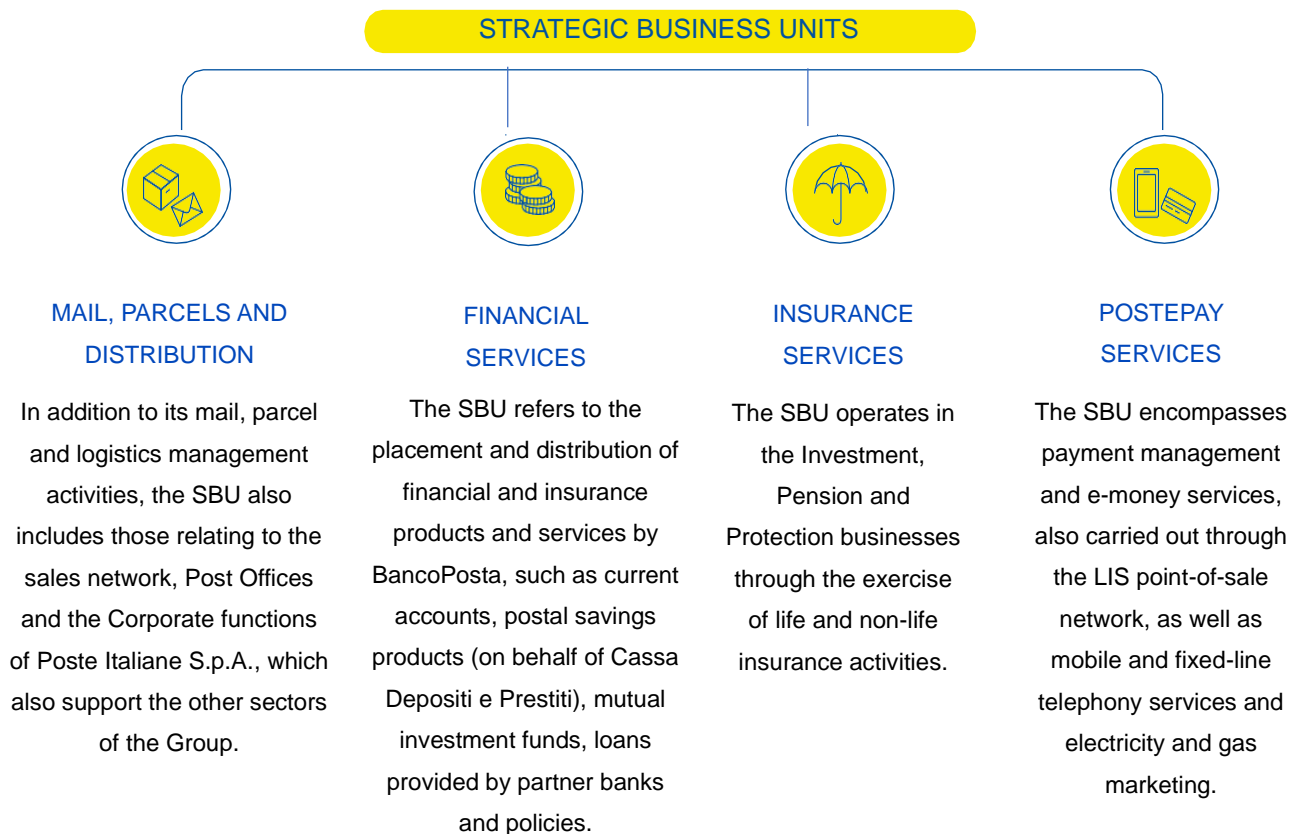 STRATEGIC BUSINESS UNITS
MAIL, PARCELS AND
DISTRIBUTION
In addition to its mail, parcel
and logistics management
activities, the SBU also
includes those relating to the
sales network, Post Offices
and the Corporate functions
of Poste Italiane S.p.A., which
also support the other sectors
of the Group.
FINANCIAL
SERVICES
The SBU refers to the
placement and distribution of
financial and insurance
products and services by
BancoPosta, such as current
accounts, postal savings
products (on behalf of Cassa
Depositi e Prestiti), mutual
investment funds, loans
provided by partner banks
and policies.
INSURANCE
SERVICES
The SBU operates in
the Investment,
Pension and
Protection businesses
through the exercise
of life and non-life
insurance activities.
POSTEPAY
SERVICES
The SBU encompasses
payment management
and e-money services,
also carried out through
the LIS point-of-sale
network, as well as
mobile and fixed-line
telephony services and
electricity and gas
marketing.